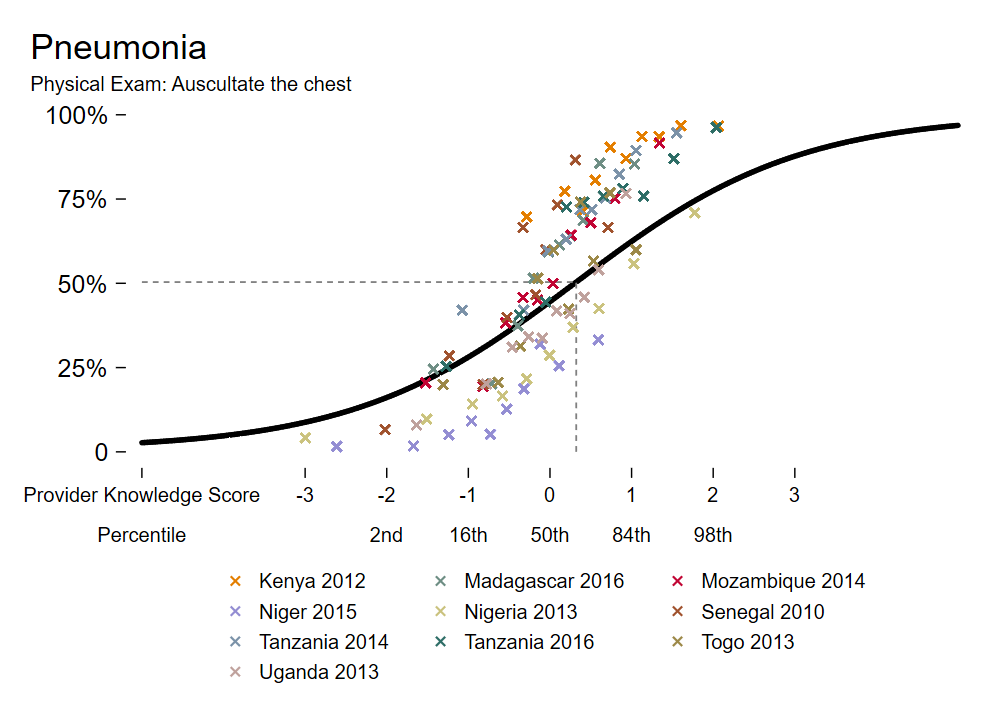 Pneumonia
Physical Exam: Auscultate the chest
100%
75%
50%
25%
0
Provider Knowledge Score -3 -2 -1 0 1 2 3
Percentile 2nd 16th 50th 84th 98th
Kenya 2012 Madagascar 2016 Mozambique 2014
Niger 2015 Nigeria 2013 Senegal 2010
Tanzania 2014 Tanzania 2016 Togo 2013
Uganda 2013